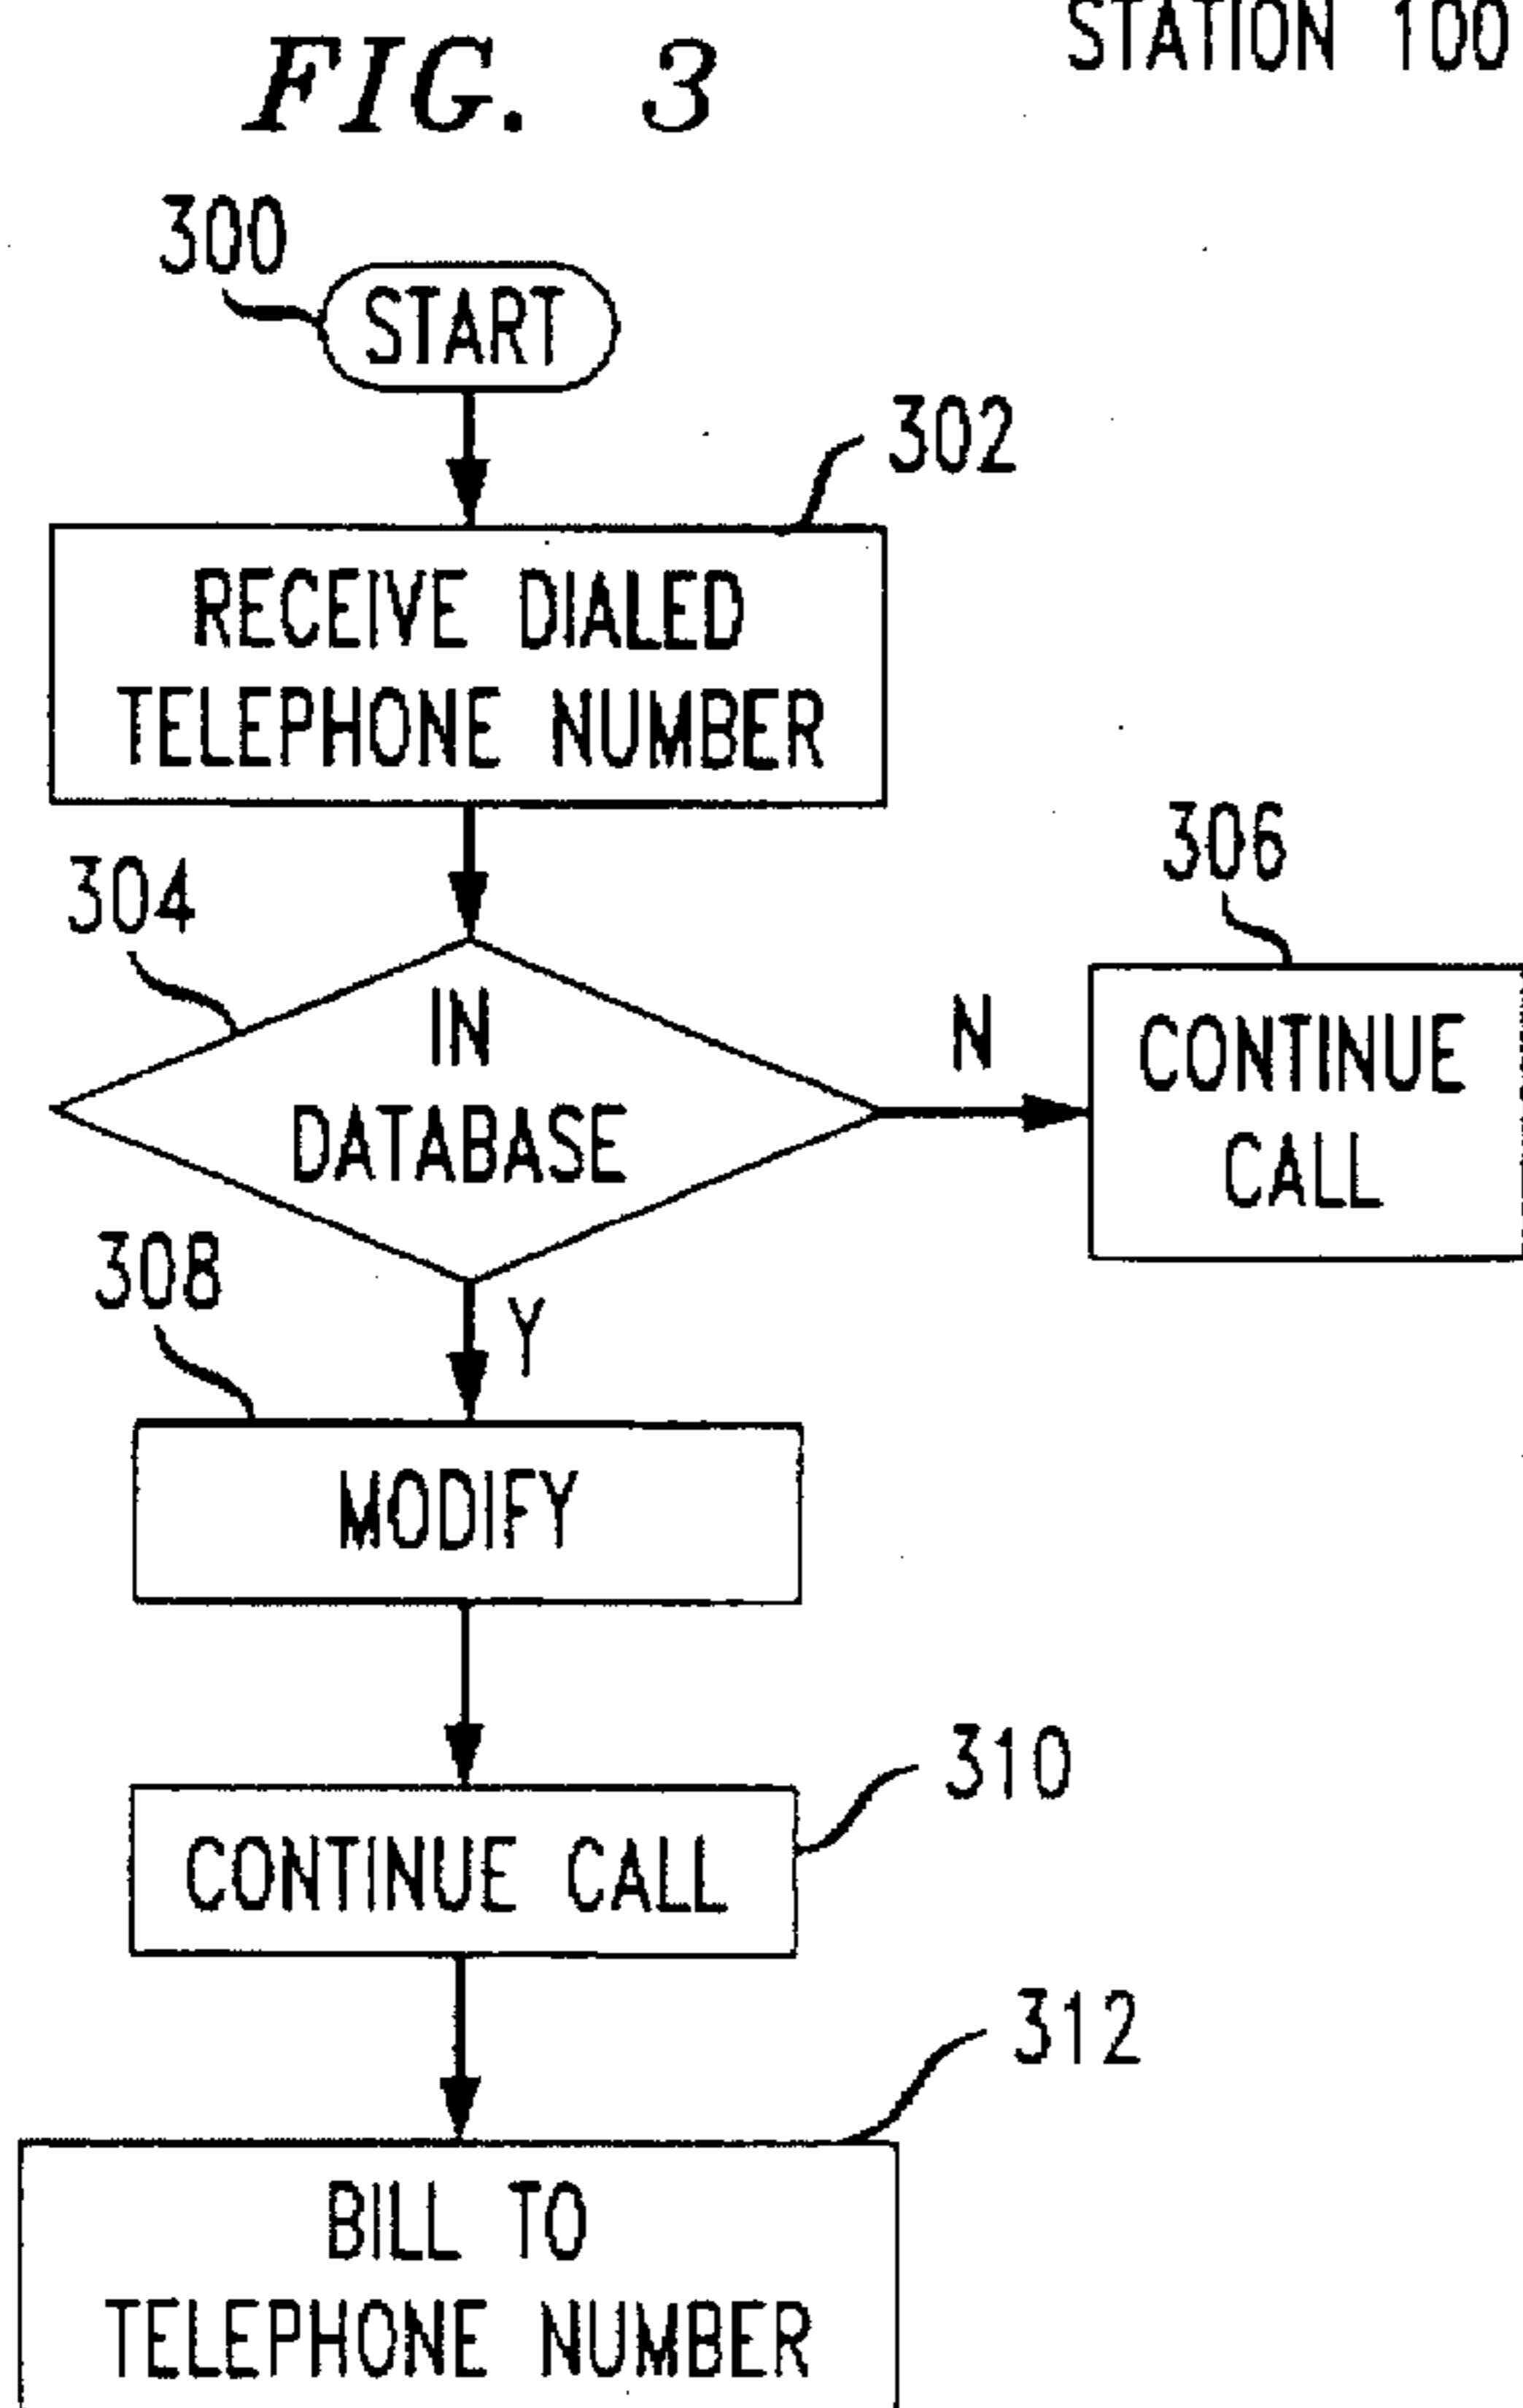 STATION 100
FIG. 3
300
START
302
RECEIVE DIALED
TELEPHONE NUMBER
304
IN
DATABASE
N
306
CONTINUE
CALL
Y
308
MODIFY
310
CONTINUE CALL
312
BILL TO
TELEPHONE NUMBER